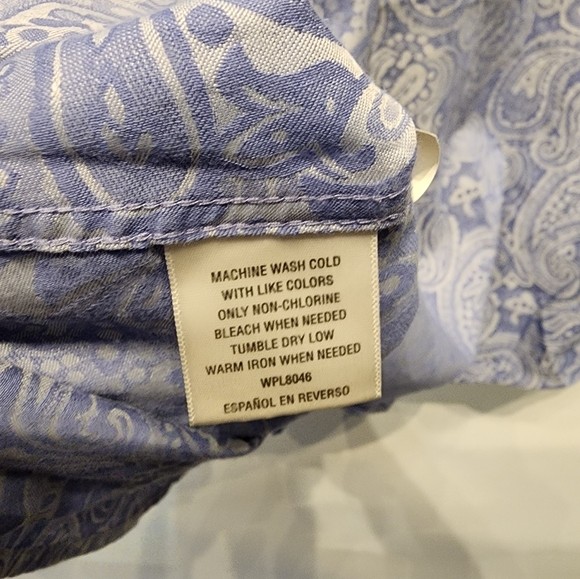 MACHINE WASH COLD
WITH LIKE COLORS
ONLY NON-CHLORINE
BLEACH WHEN NEEDED
TUMBLE DRY LOW
WARM IRON WHEN NEEDED
WPL8046
ESPAÑOL EN REVERSO